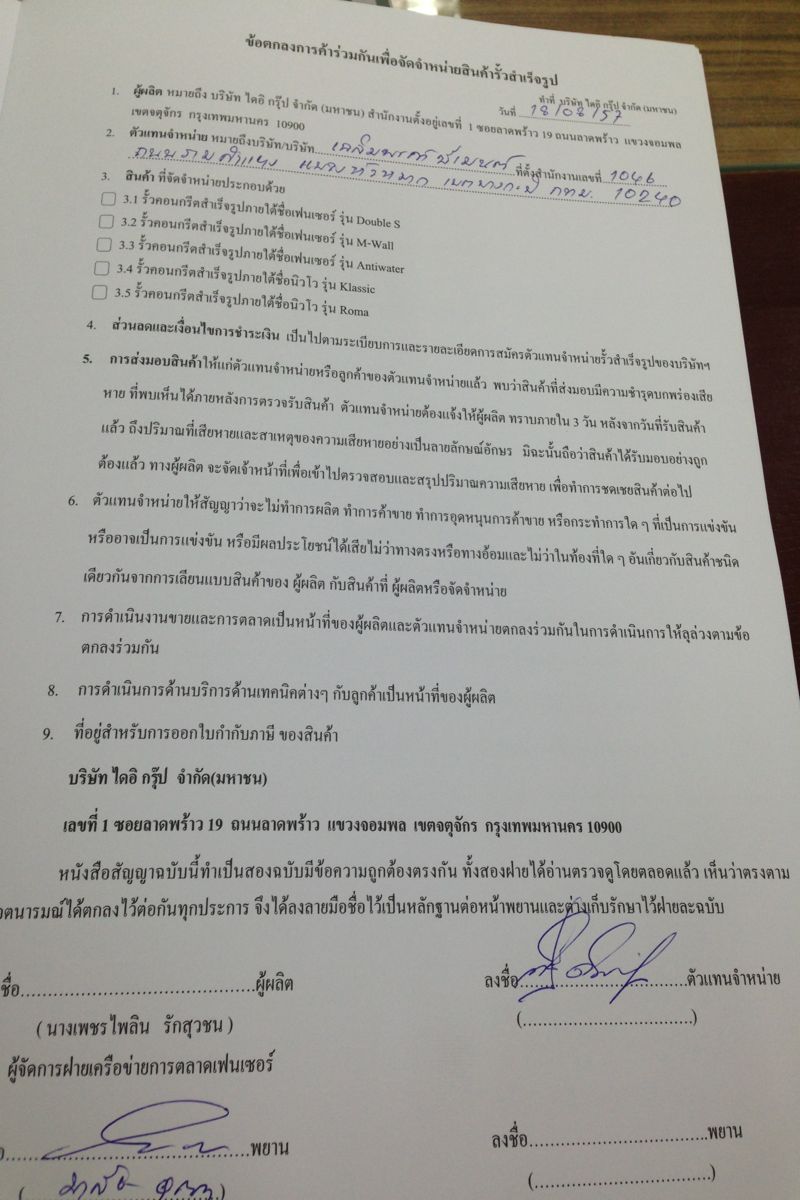 ข้อตกลงการค้าร่วมกันเพื่อจัดจำหน่ายสินค้ารั้วสำเร็จรูป
ทำที่ บริษัท ไดอิ กรุ๊ป จำกัด (มหาชน)
วันที่ 18/08/57
1. ผู้ผลิต หมายถึง บริษัท ไดอิ กรุ๊ป จำกัด (มหาชน) สำนักงานตั้งอยู่เลขที่ 1 ซอยลาดพร้าว 19 ถนนลาดพร้าว แขวงจอมพล
เขตจตุจักร กรุงเทพมหานคร 10900
2. ตัวแทนจำหน่าย หมายถึงบริษัท/บริษัท ที่ตั้งสำนักงานเลขที่ 1046
ถนนรามคำแหง แขวงหัวหมาก เขตบางกะปิ กทม. 10240
3. สินค้า ที่จัดจำหน่ายประกอบด้วย
3.1 รั้วคอนกรีตสำเร็จรูปภายใต้ชื่อเฟนเซอร์ รุ่น Double S
3.2 รั้วคอนกรีตสำเร็จรูปภายใต้ชื่อเฟนเซอร์ รุ่น M-Wall
3.3 รั้วคอนกรีตสำเร็จรูปภายใต้ชื่อเฟนเซอร์ รุ่น Antiwater
3.4 รั้วคอนกรีตสำเร็จรูปภายใต้ชื่อนิวโว รุ่น Klassic
3.5 รั้วคอนกรีตสำเร็จรูปภายใต้ชื่อนิวโว รุ่น Roma
4. ส่วนลดและเงื่อนไขการชำระเงิน เป็นไปตามระเบียบการและรายละเอียดการสมัครตัวแทนจำหน่ายรั้วสำเร็จรูปของบริษัทฯ
5. การส่งมอบสินค้าให้แก่ตัวแทนจำหน่ายหรือลูกค้าของตัวแทนจำหน่ายแล้ว พบว่าสินค้าที่ส่งมอบมีความชำรุดบกพร่องเสีย
หาย ที่พบเห็นได้ภายหลังการตรวจรับสินค้า ตัวแทนจำหน่ายต้องแจ้งให้ผู้ผลิต ทราบภายใน 3 วัน หลังจากวันที่รับสินค้า
แล้ว ถึงปริมาณที่เสียหายและสาเหตุของความเสียหายอย่างเป็นลายลักษณ์อักษร มิฉะนั้นถือว่าสินค้าได้รับมอบอย่างถูก
ต้องแล้ว ทางผู้ผลิต จะจัดเจ้าหน้าที่เพื่อเข้าไปตรวจสอบและสรุปปริมาณความเสียหาย เพื่อทำการชดเชยสินค้าต่อไป
6. ตัวแทนจำหน่ายให้สัญญาว่าจะไม่ทำการผลิต ทำการค้าขาย ทำการอุดหนุนการค้าขาย หรือกระทำการใด ๆ ที่เป็นการแข่งขัน
หรืออาจเป็นการแข่งขัน หรือมีผลประโยชน์ได้เสียไม่ว่าทางตรงหรือทางอ้อมและไม่ว่าในท้องที่ใด ๆ อันเกี่ยวกับสินค้าชนิด
เดียวกันจากการเลียนแบบสินค้าของ ผู้ผลิต กับสินค้าที่ ผู้ผลิตหรือจัดจำหน่าย
7. การดำเนินงานขายและการตลาดเป็นหน้าที่ของผู้ผลิตและตัวแทนจำหน่ายตกลงร่วมกันในการดำเนินการให้ลุล่วงตามข้อ
ตกลงร่วมกัน
8. การดำเนินการด้านบริการด้านเทคนิคต่างๆ กับลูกค้าเป็นหน้าที่ของผู้ผลิต
9. ที่อยู่สำหรับการออกใบกำกับภาษี ของสินค้า
บริษัท ไดอิ กรุ๊ป จำกัด(มหาชน)
เลขที่ 1 ซอยลาดพร้าว 19 ถนนลาดพร้าว แขวงจอมพล เขตจตุจักร กรุงเทพมหานคร 10900
หนังสือสัญญาฉบับนี้ทำเป็นสองฉบับมีข้อความถูกต้องตรงกัน ทั้งสองฝ่ายได้อ่านตรวจดูโดยตลอดแล้ว เห็นว่าตรงตาม
เจตนารมณ์ได้ตกลงไว้ต่อกันทุกประการ จึงได้ลงลายมือชื่อไว้เป็นหลักฐานต่อหน้าพยานและต่างเก็บรักษาไว้ฝ่ายละฉบับ
ชื่อ........................................ผู้ผลิต
ลงชื่อ..............................ตัวแทนจำหน่าย
( นางเพชรไพลิน รักสุวชน )
(...............................)
ผู้จัดการฝ่ายเครือข่ายการตลาดเฟนเซอร์
........................................พยาน
ลงชื่อ................................พยาน
(...............................)